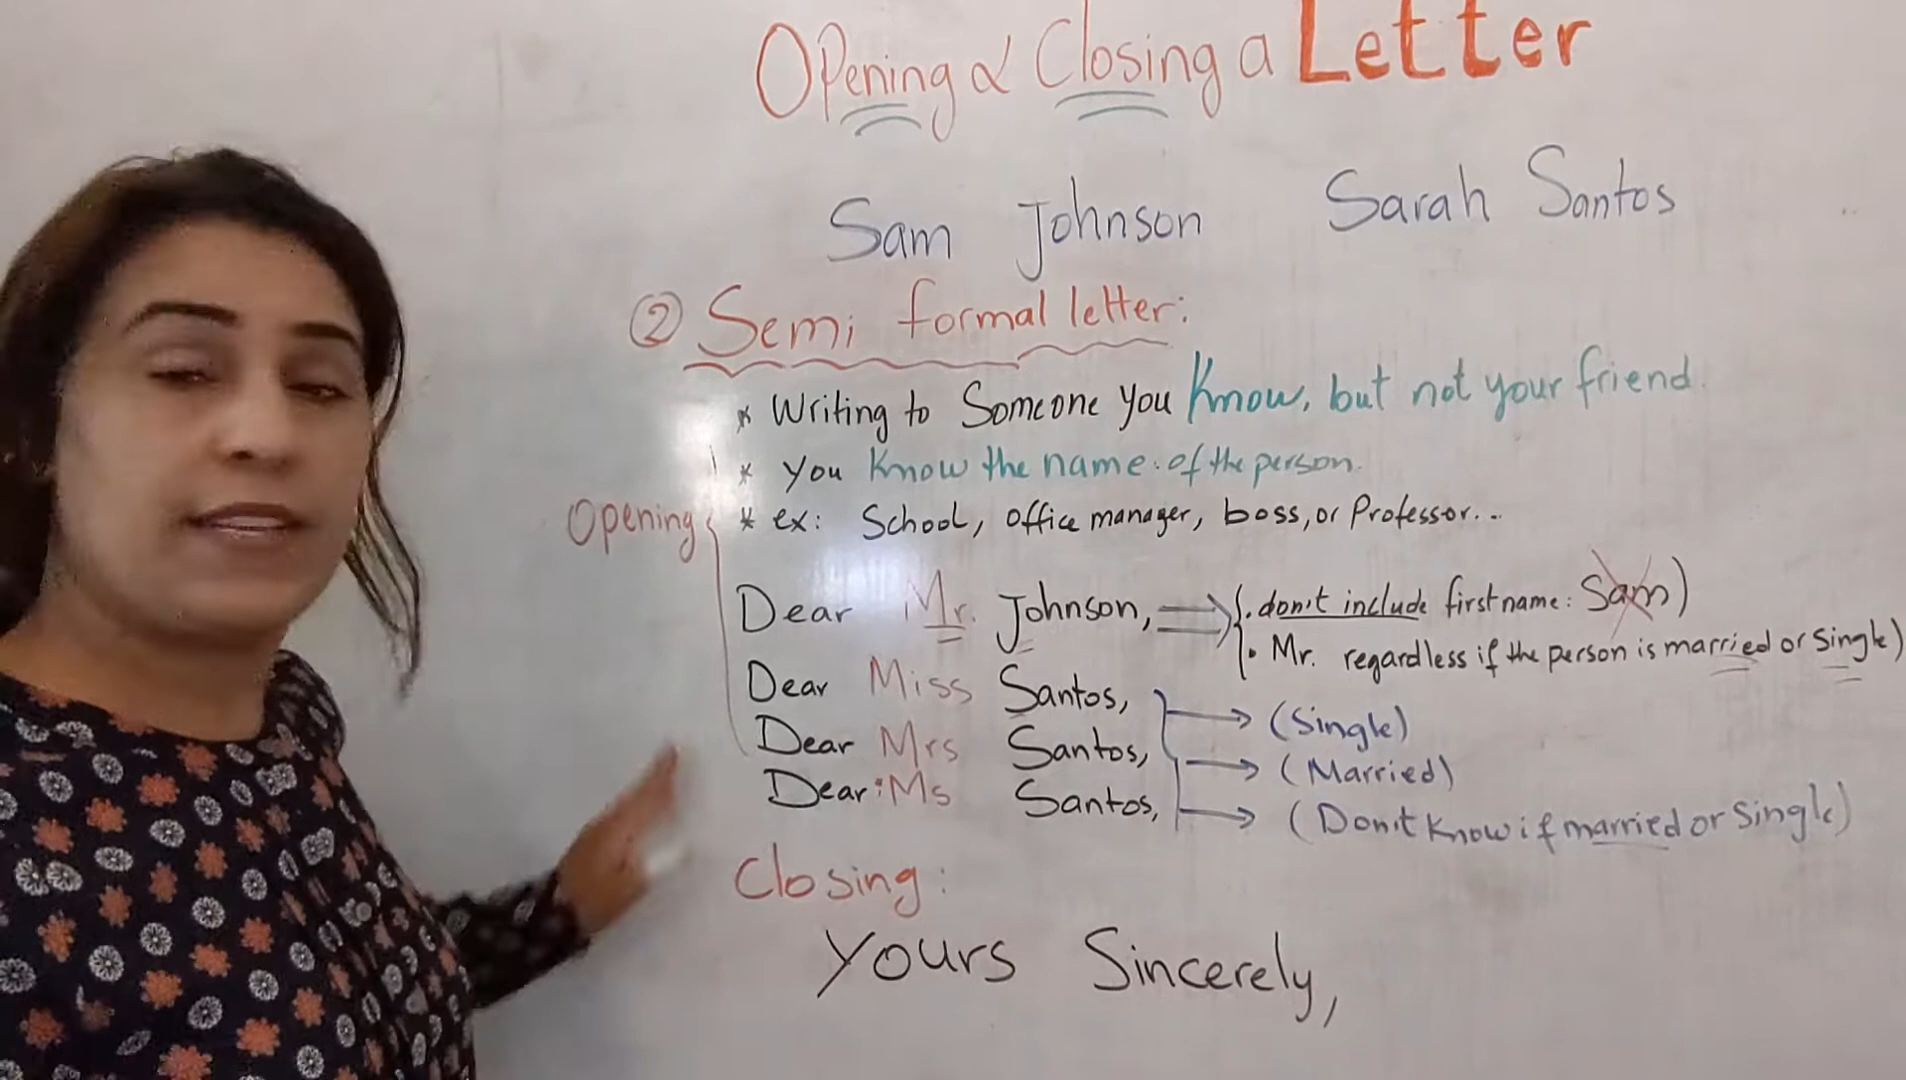 Opening & Closing a Letter
Sam Johnson Sarah Santos
② Semi formal letter:
* Writing to Someone you Know, but not your friend.
* you Know the name of the person.
Opening
* ex: School, office manager, boss, or Professor...
Dear Mr. Johnson, ⇒ {. don't include first name: Sam)
• Mr. regardless if the person is married or Single)
Dear Miss Santos, → (Single)
Dear Mrs Santos, → (Married)
Dear Ms Santos, → (Don't Know if married or Single)
Closing:
Yours Sincerely,